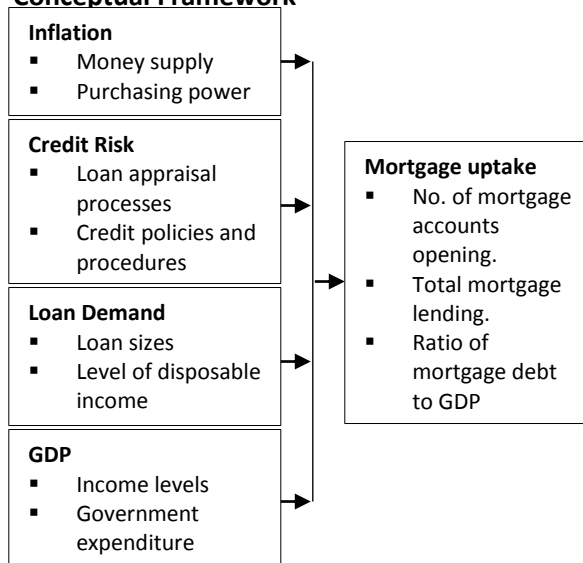 Conceptual Framework
Inflation
▪ Money supply
▪ Purchasing power
Credit Risk
▪ Loan appraisal
processes
▪ Credit policies and
procedures
Loan Demand
▪ Loan sizes
▪ Level of disposable
income
GDP
▪ Income levels
▪ Government
expenditure
Mortgage uptake
▪ No. of mortgage
accounts
opening.
▪ Total mortgage
lending.
▪ Ratio of
mortgage debt
to GDP